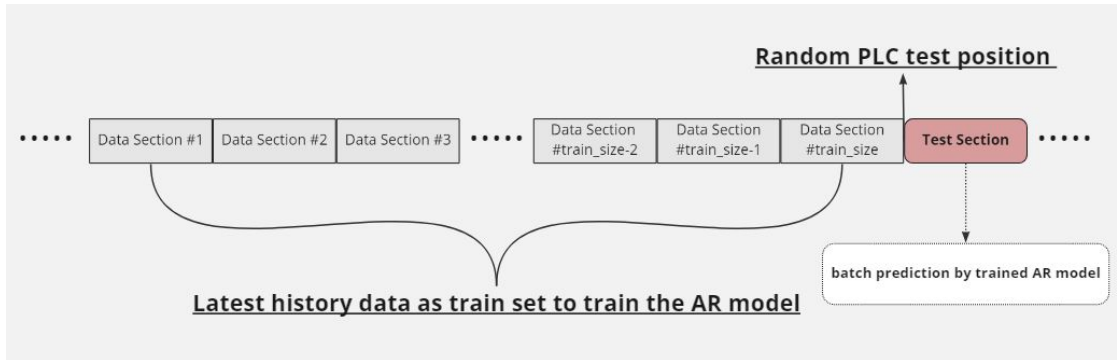 Random PLC test position
Data Section #1
Data Section #2
Data Section #3
Data Section
#train_size-2
Data Section
#train_size-1
Data Section
#train_size
Test Section
batch prediction by trained AR model
Latest history data as train set to train the AR model